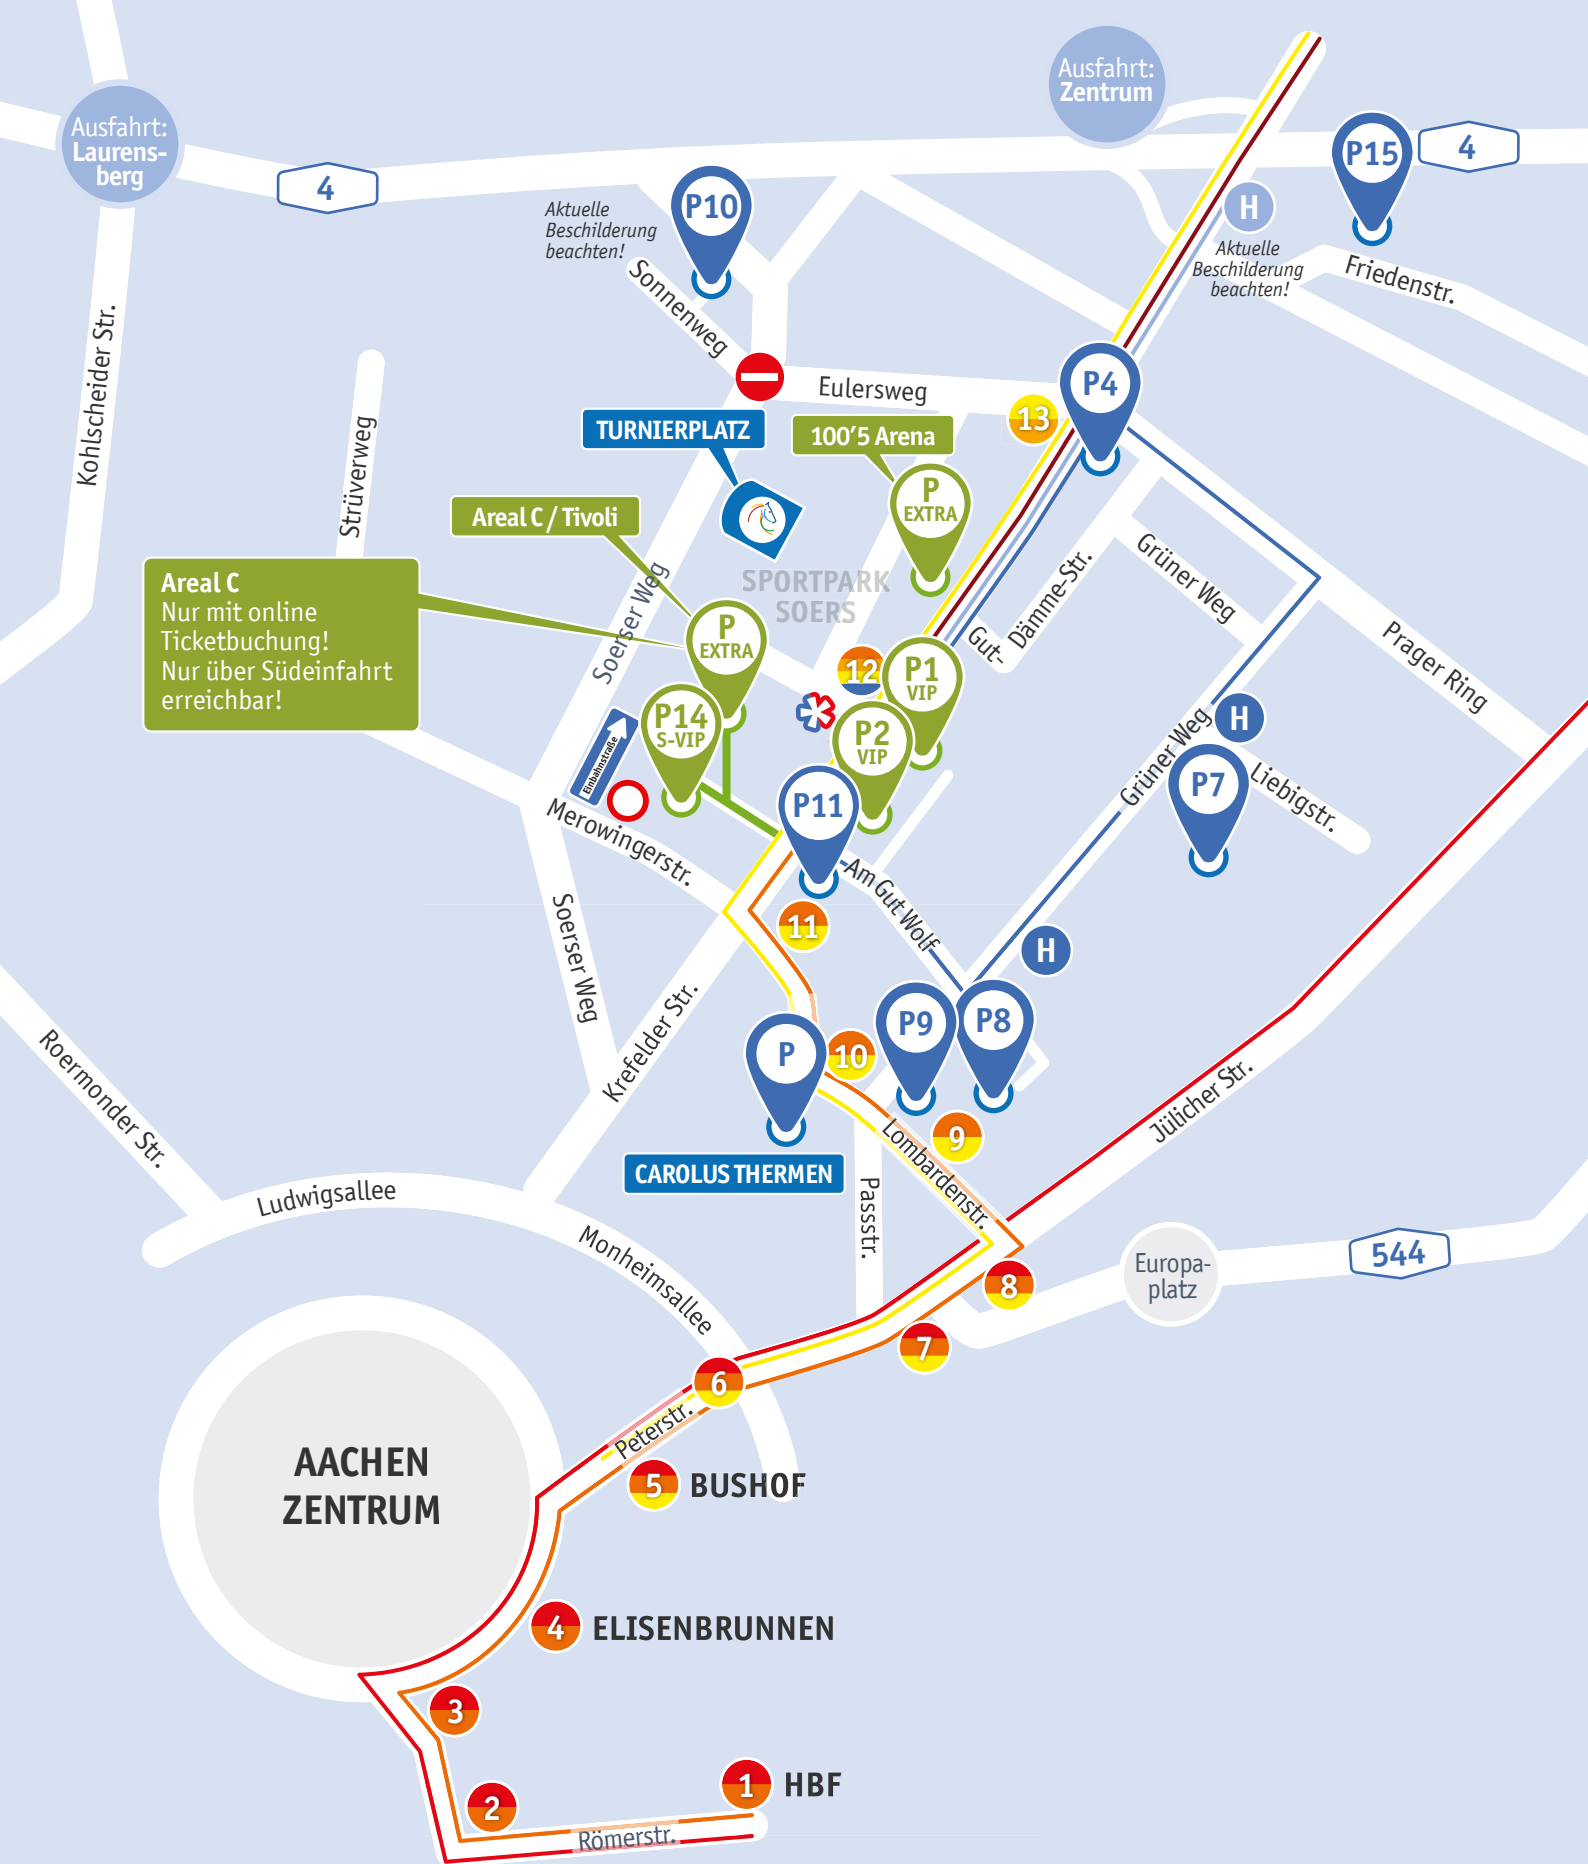 Ausfahrt:
Zentrum
Ausfahrt:
Laurens-
berg
4
P15
4
P10
Aktuelle
Beschilderung
beachten!
H
Aktuelle
Beschilderung
beachten!
Sonnenweg
Friedenstr.
Kohlscheider Str.
Eulersweg
P4
13
TURNIERPLATZ
100’5 Arena
Strüverweg
P
EXTRA
Areal C / Tivoli
Areal C
Nur mit online
Ticketbuchung!
Nur über Südeinfahrt
erreichbar!
SPORTPARK
SOERS
Soerser Weg
P
EXTRA
Gut-
Dämme-Str.
Grüner Weg
Prager Ring
12
P1
VIP
P14
S-VIP
P2
VIP
Einbahnstraße
H
Grüner Weg
P7
Liebigstr.
P11
Merowingerstr.
Am Gut Wolf
11
Soerser Weg
H
Krefelder Str.
P9
P8
P
10
Roermonder Str.
9
Jülicher Str.
Lombardenstr.
CAROLUS THERMEN
Passstr.
Ludwigsallee
Monheimsallee
Europa-
platz
544
8
7
6
Peterstr.
AACHEN
ZENTRUM
5
BUSHOF
4
ELISENBRUNNEN
3
1
HBF
2
Römerstr.